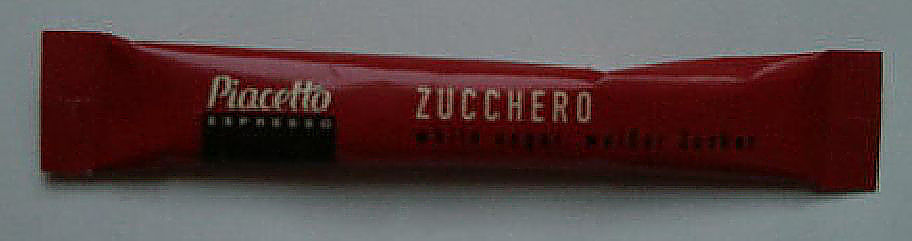 Piacetto
ESPRESSO
ZUCCHERO
white sugar, weißer Zucker